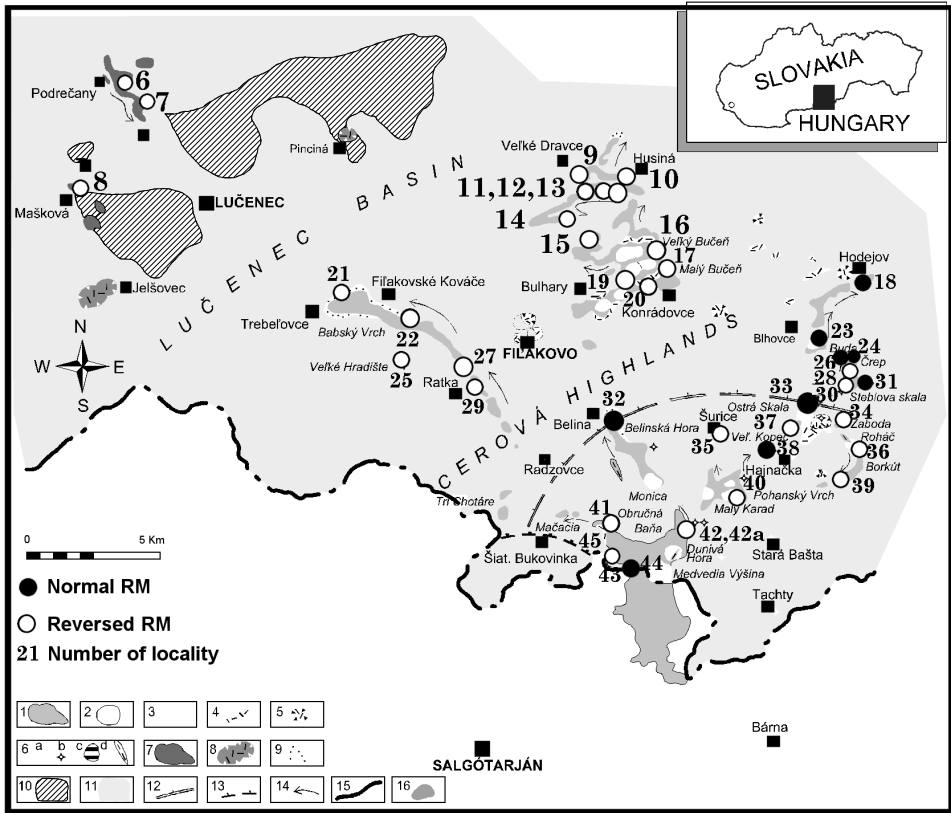 SLOVAKIA
HUNGARY
6
Podrečany
7
Pinciná
8
Mašková
LUČENEC
LUČENEC BASIN
Jelšovec
N
W E
S
Veľké Dravce
9
Husiná
10
11,12,13
14
15
16
Veľký Bučeň
17
Malý Bučeň
19
Bulhary
20
Konrádovce
Hodejov
18
21
Fiľakovské Kováče
Trebeľovce
Babský Vrch
22
Veľké Hradište
25
27
Ratka
29
FIĽAKOVO
CEROVÁ HIGHLANDS
Blhovce
23
Buda
24
26
Črep
28
31
Steblova skala
33
30
Ostrá Skala
34
Zaboda
32
Belina
Belinská Hora
Šurice
37
35
Veľ. Kopec
38
Roháč
36
Hajnačka
Borkút
39
40
Pohanský Vrch
Malý Karad
Radzovce
Monica
Tri Chotáre
41
Obručná
Mačacia
Baňa
42,42a
45
Dunivá
Hora
Stará Bašta
Šiat. Bukovinka
43
44
Medvedia Výšina
Tachty
0 5 Km
Normal RM
Reversed RM
21 Number of locality
1 2 3 4 5
6 a b c d 7 8 9
10 11 12 13 14 15 16
SALGÓTARJÁN
Bárna